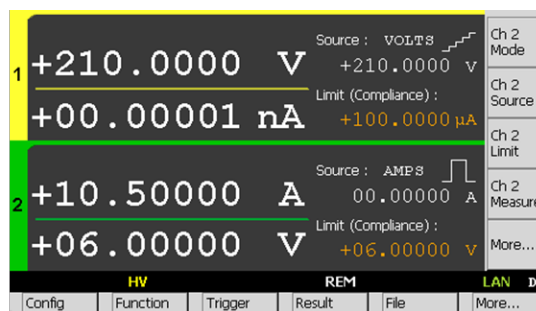 1
+210.0000 V
+00.00001 nA
Source : VOLTS
+210.0000 V
Limit (Compliance) :
+100.0000 µA
2
+10.50000 A
+06.00000 V
Source : AMPS
00.00000 A
Limit (Compliance) :
+06.00000 V
Ch 2
Mode
Ch 2
Source
Ch 2
Limit
Ch 2
Measure
More...
HV REM LAN D
Config Function Trigger Result File More...